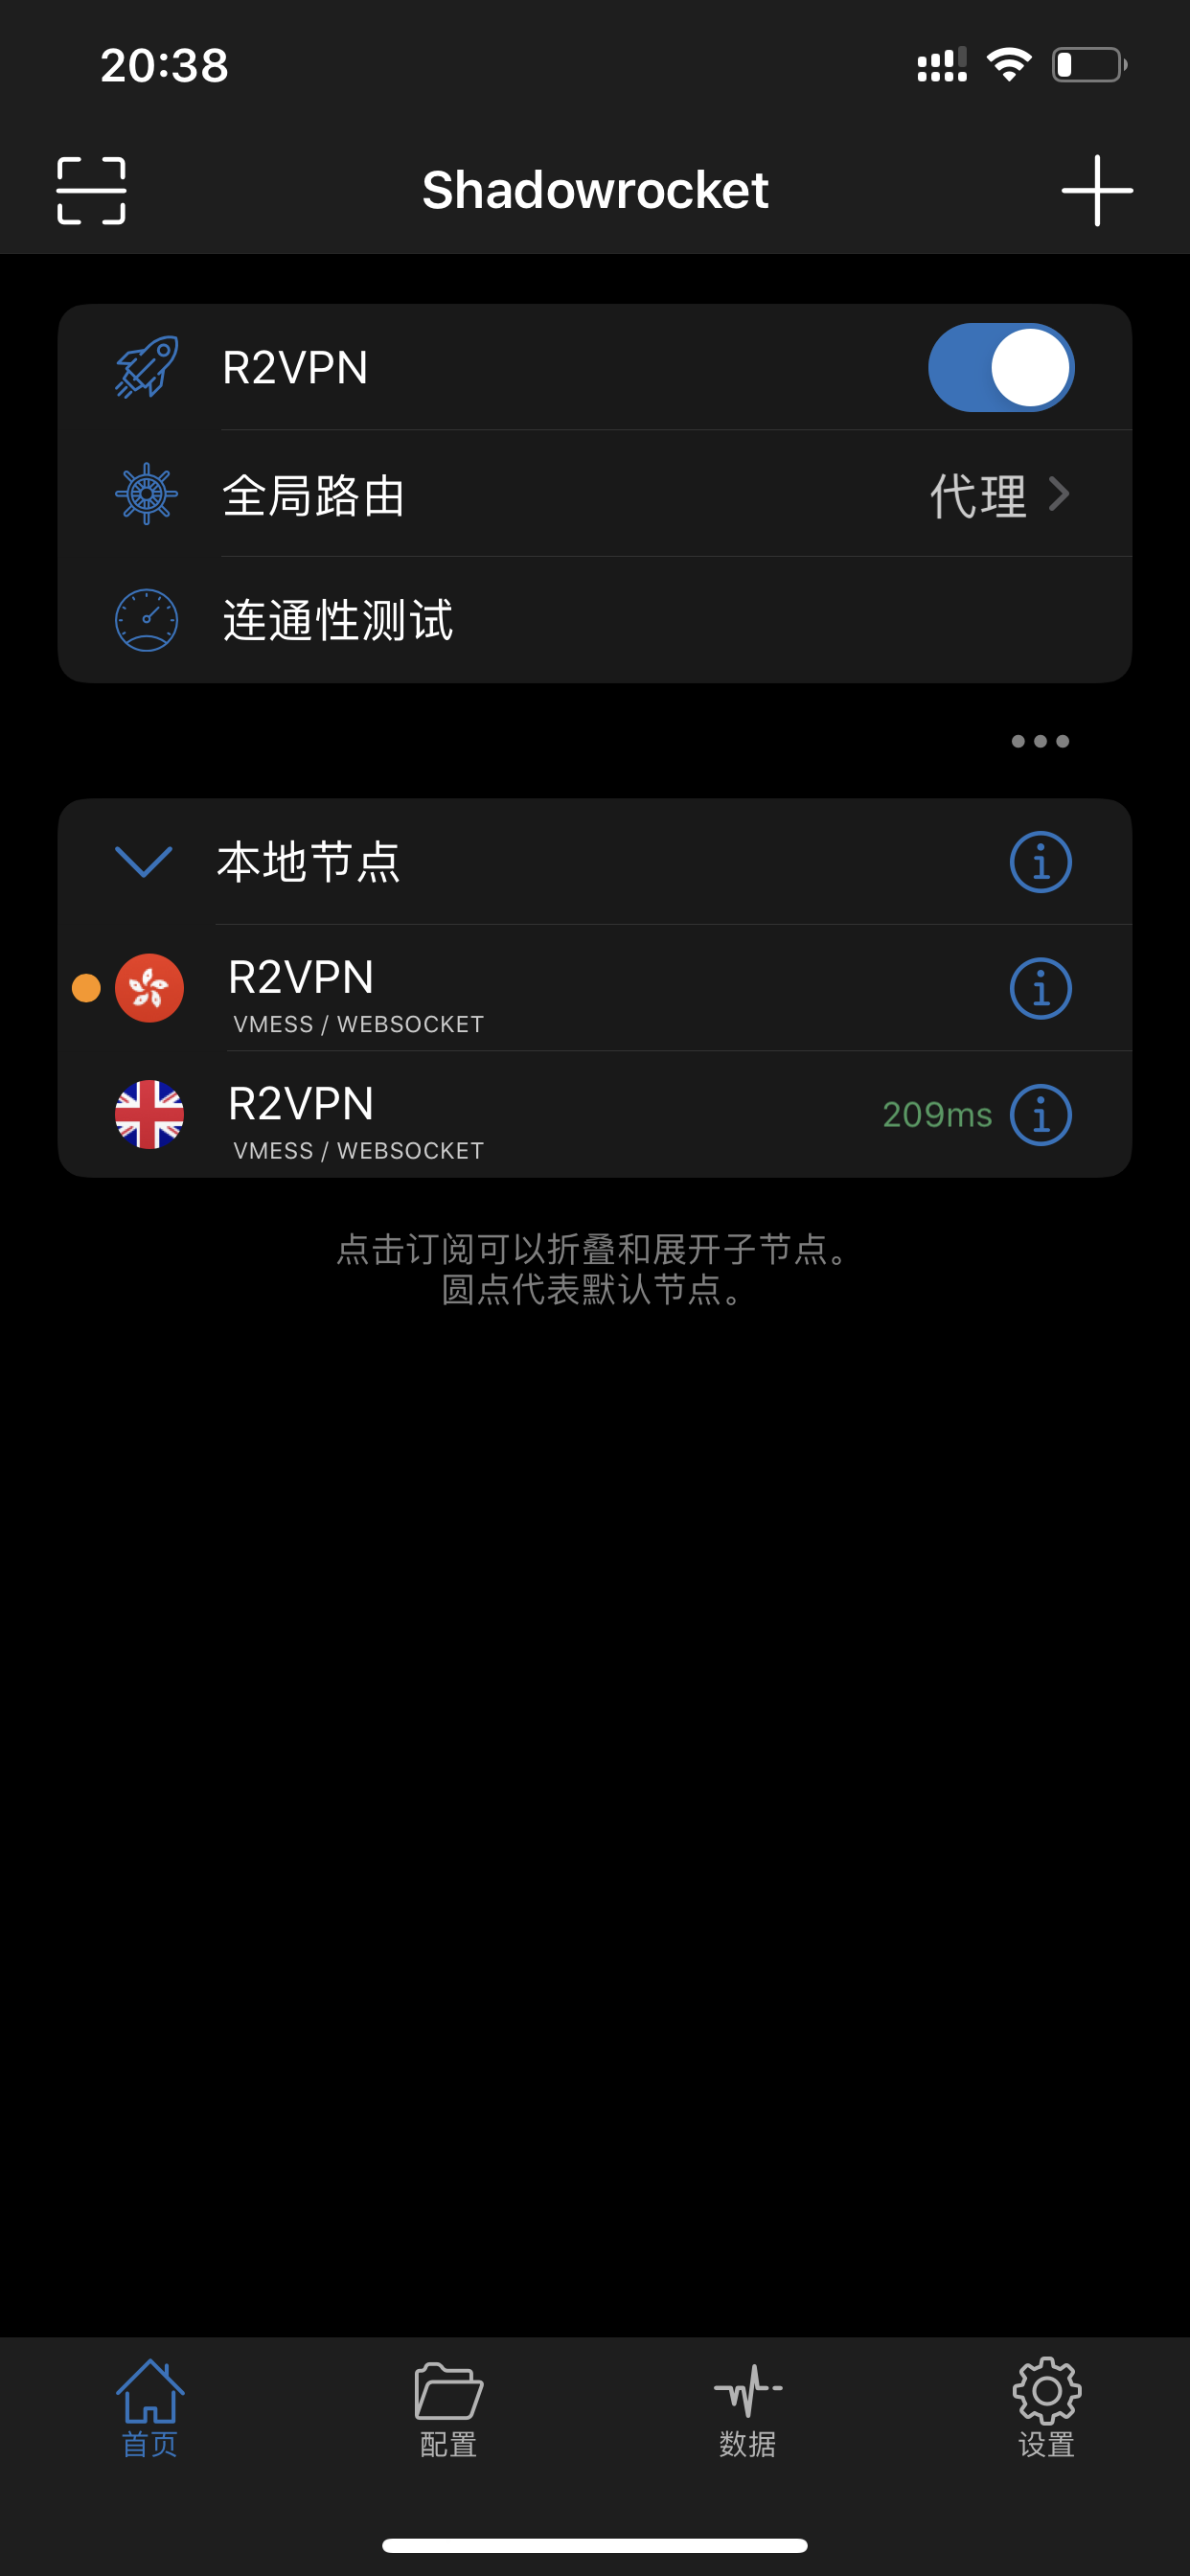 20:38
Shadowrocket
R2VPN
全局路由 代理
连通性测试
本地节点
R2VPN
VMESS / WEBSOCKET
R2VPN
209ms
VMESS / WEBSOCKET
点击订阅可以折叠和展开子节点。
圆点代表默认节点。
首页 配置 数据 设置